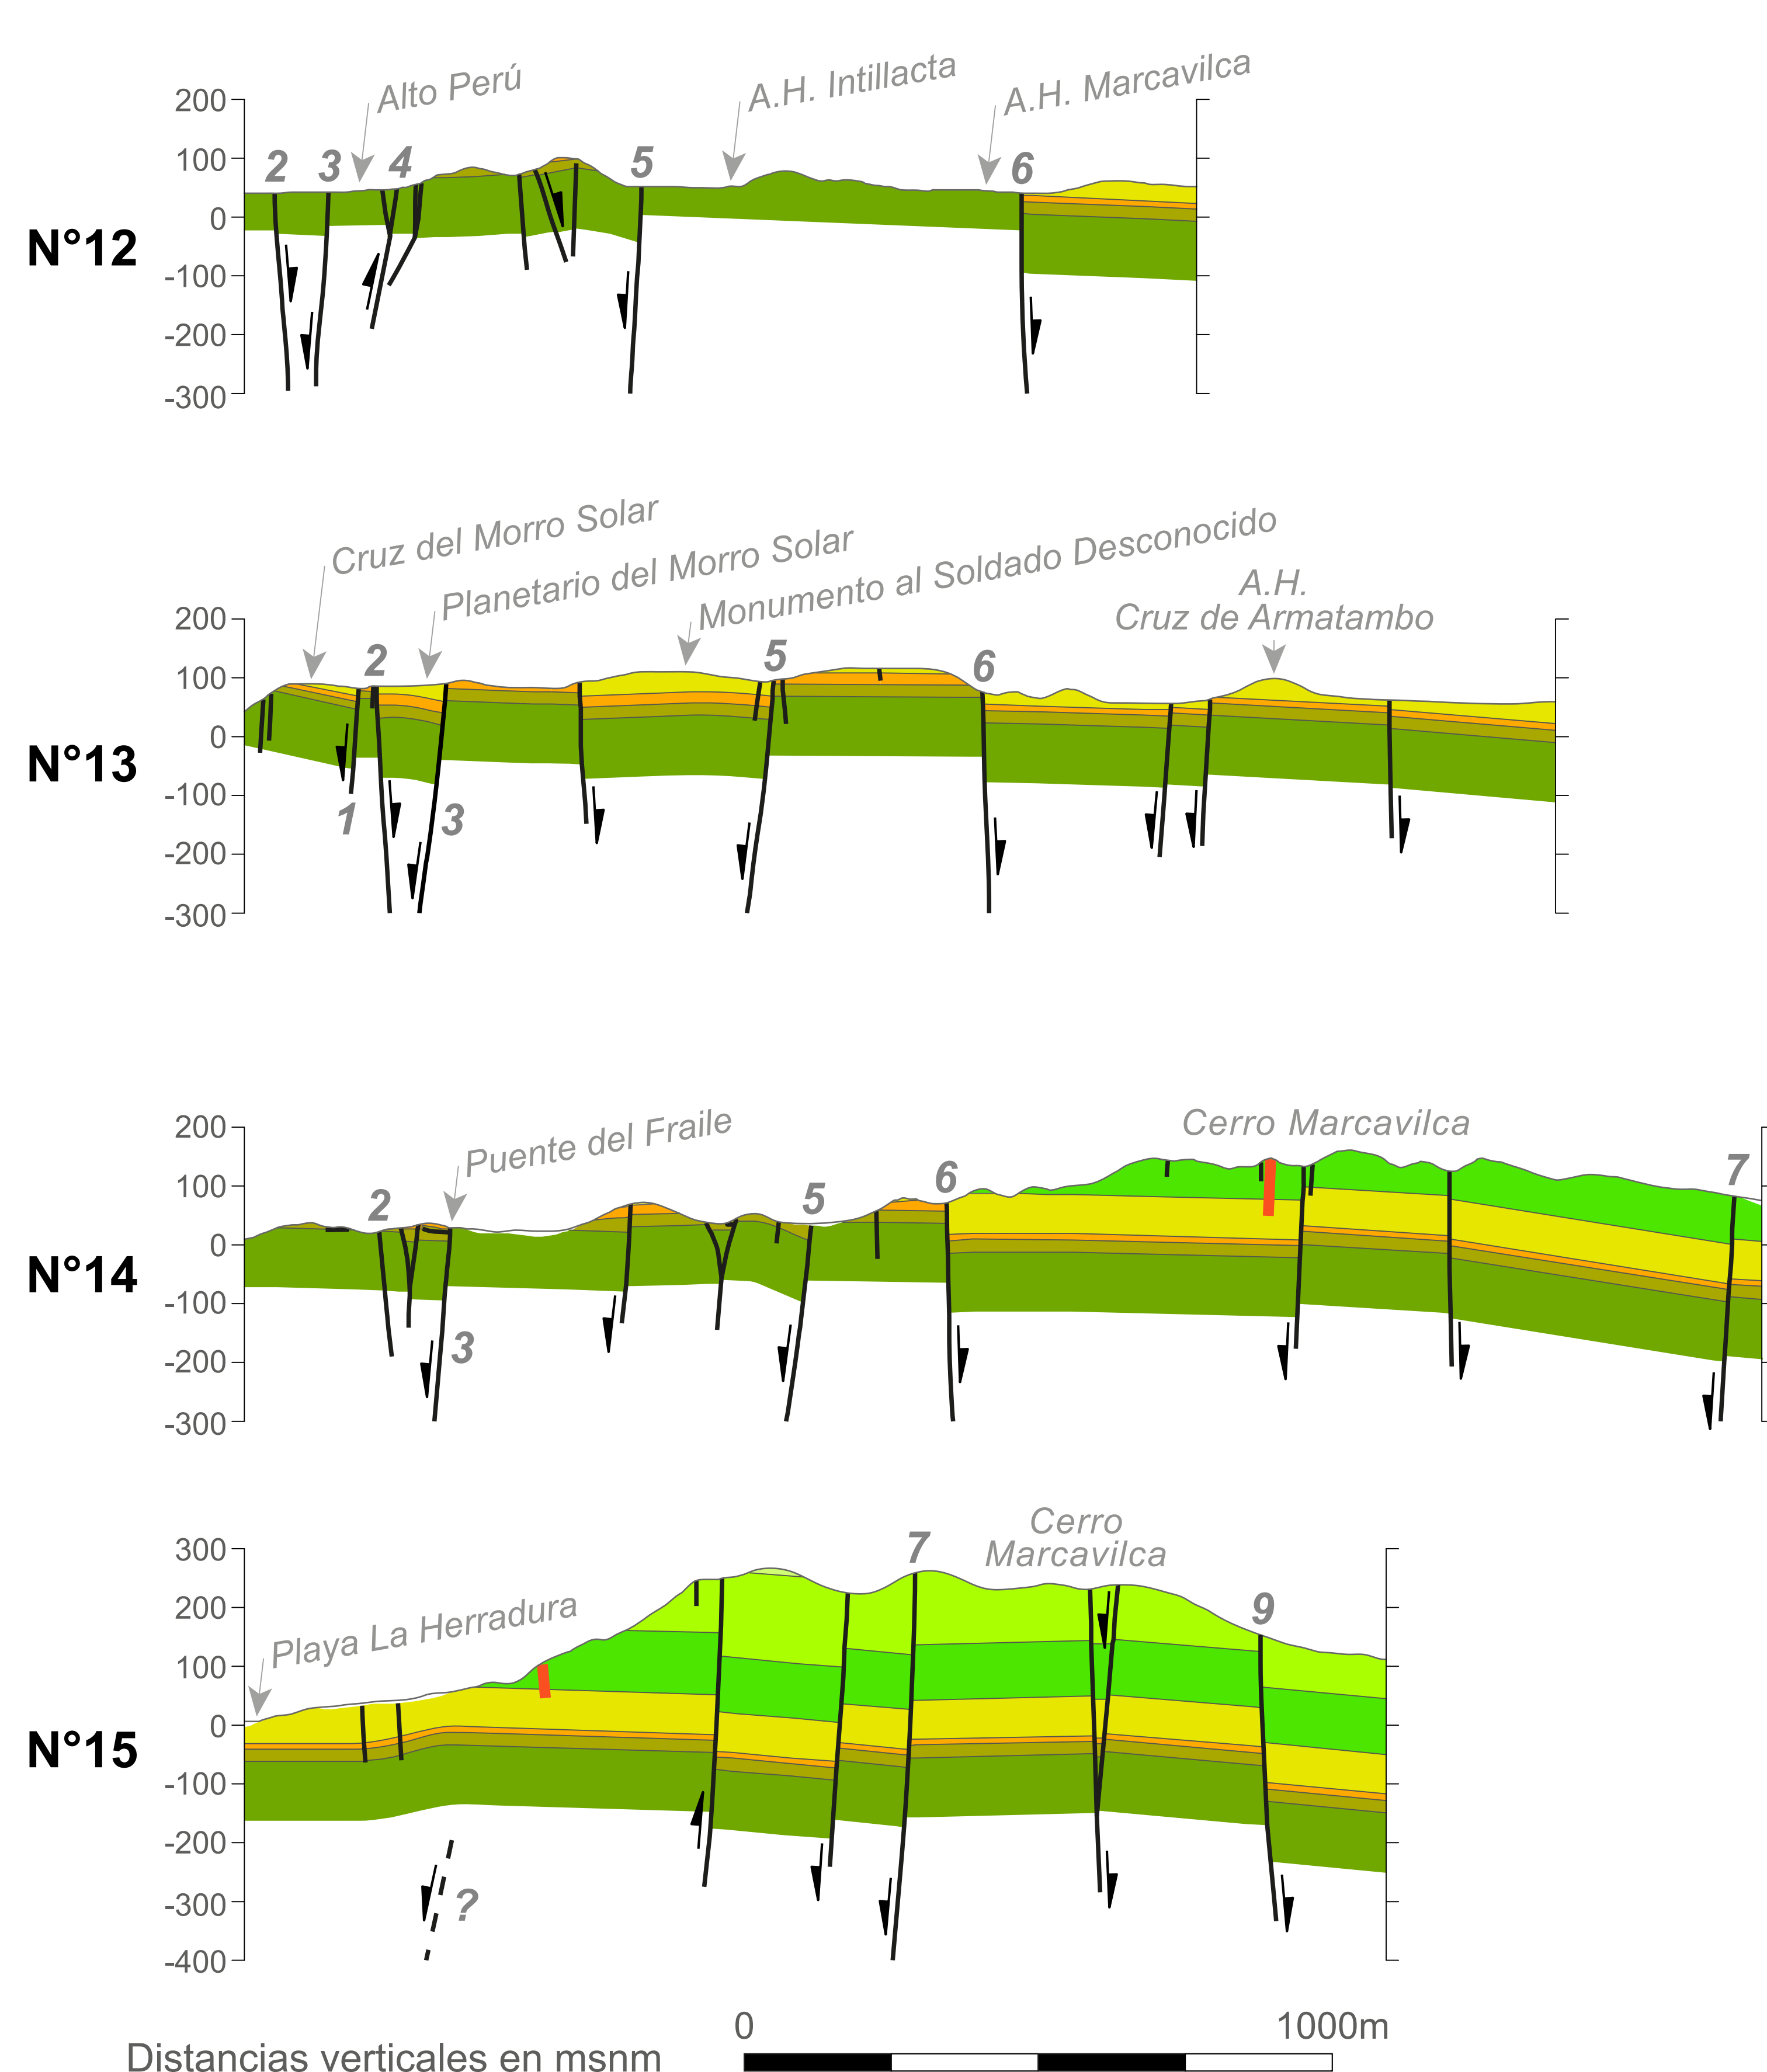 Alto Perú
A.H. Intillacta
A.H. Marcavilca
200
100
0
-100
-200
-300
2
3
4
5
6
N°12
Cruz del Morro Solar
Planetario del Morro Solar
Monumento al Soldado Desconocido
A.H.
Cruz de Armatambo
200
100
0
-100
-200
-300
2
5
6
1
3
N°13
Puente del Fraile
Cerro Marcavilca
200
100
0
-100
-200
-300
2
5
6
7
3
N°14
Playa La Herradura
Cerro
Marcavilca
300
200
100
0
-100
-200
-300
-400
7
9
?
N°15
0
1000m
Distancias verticales en msnm